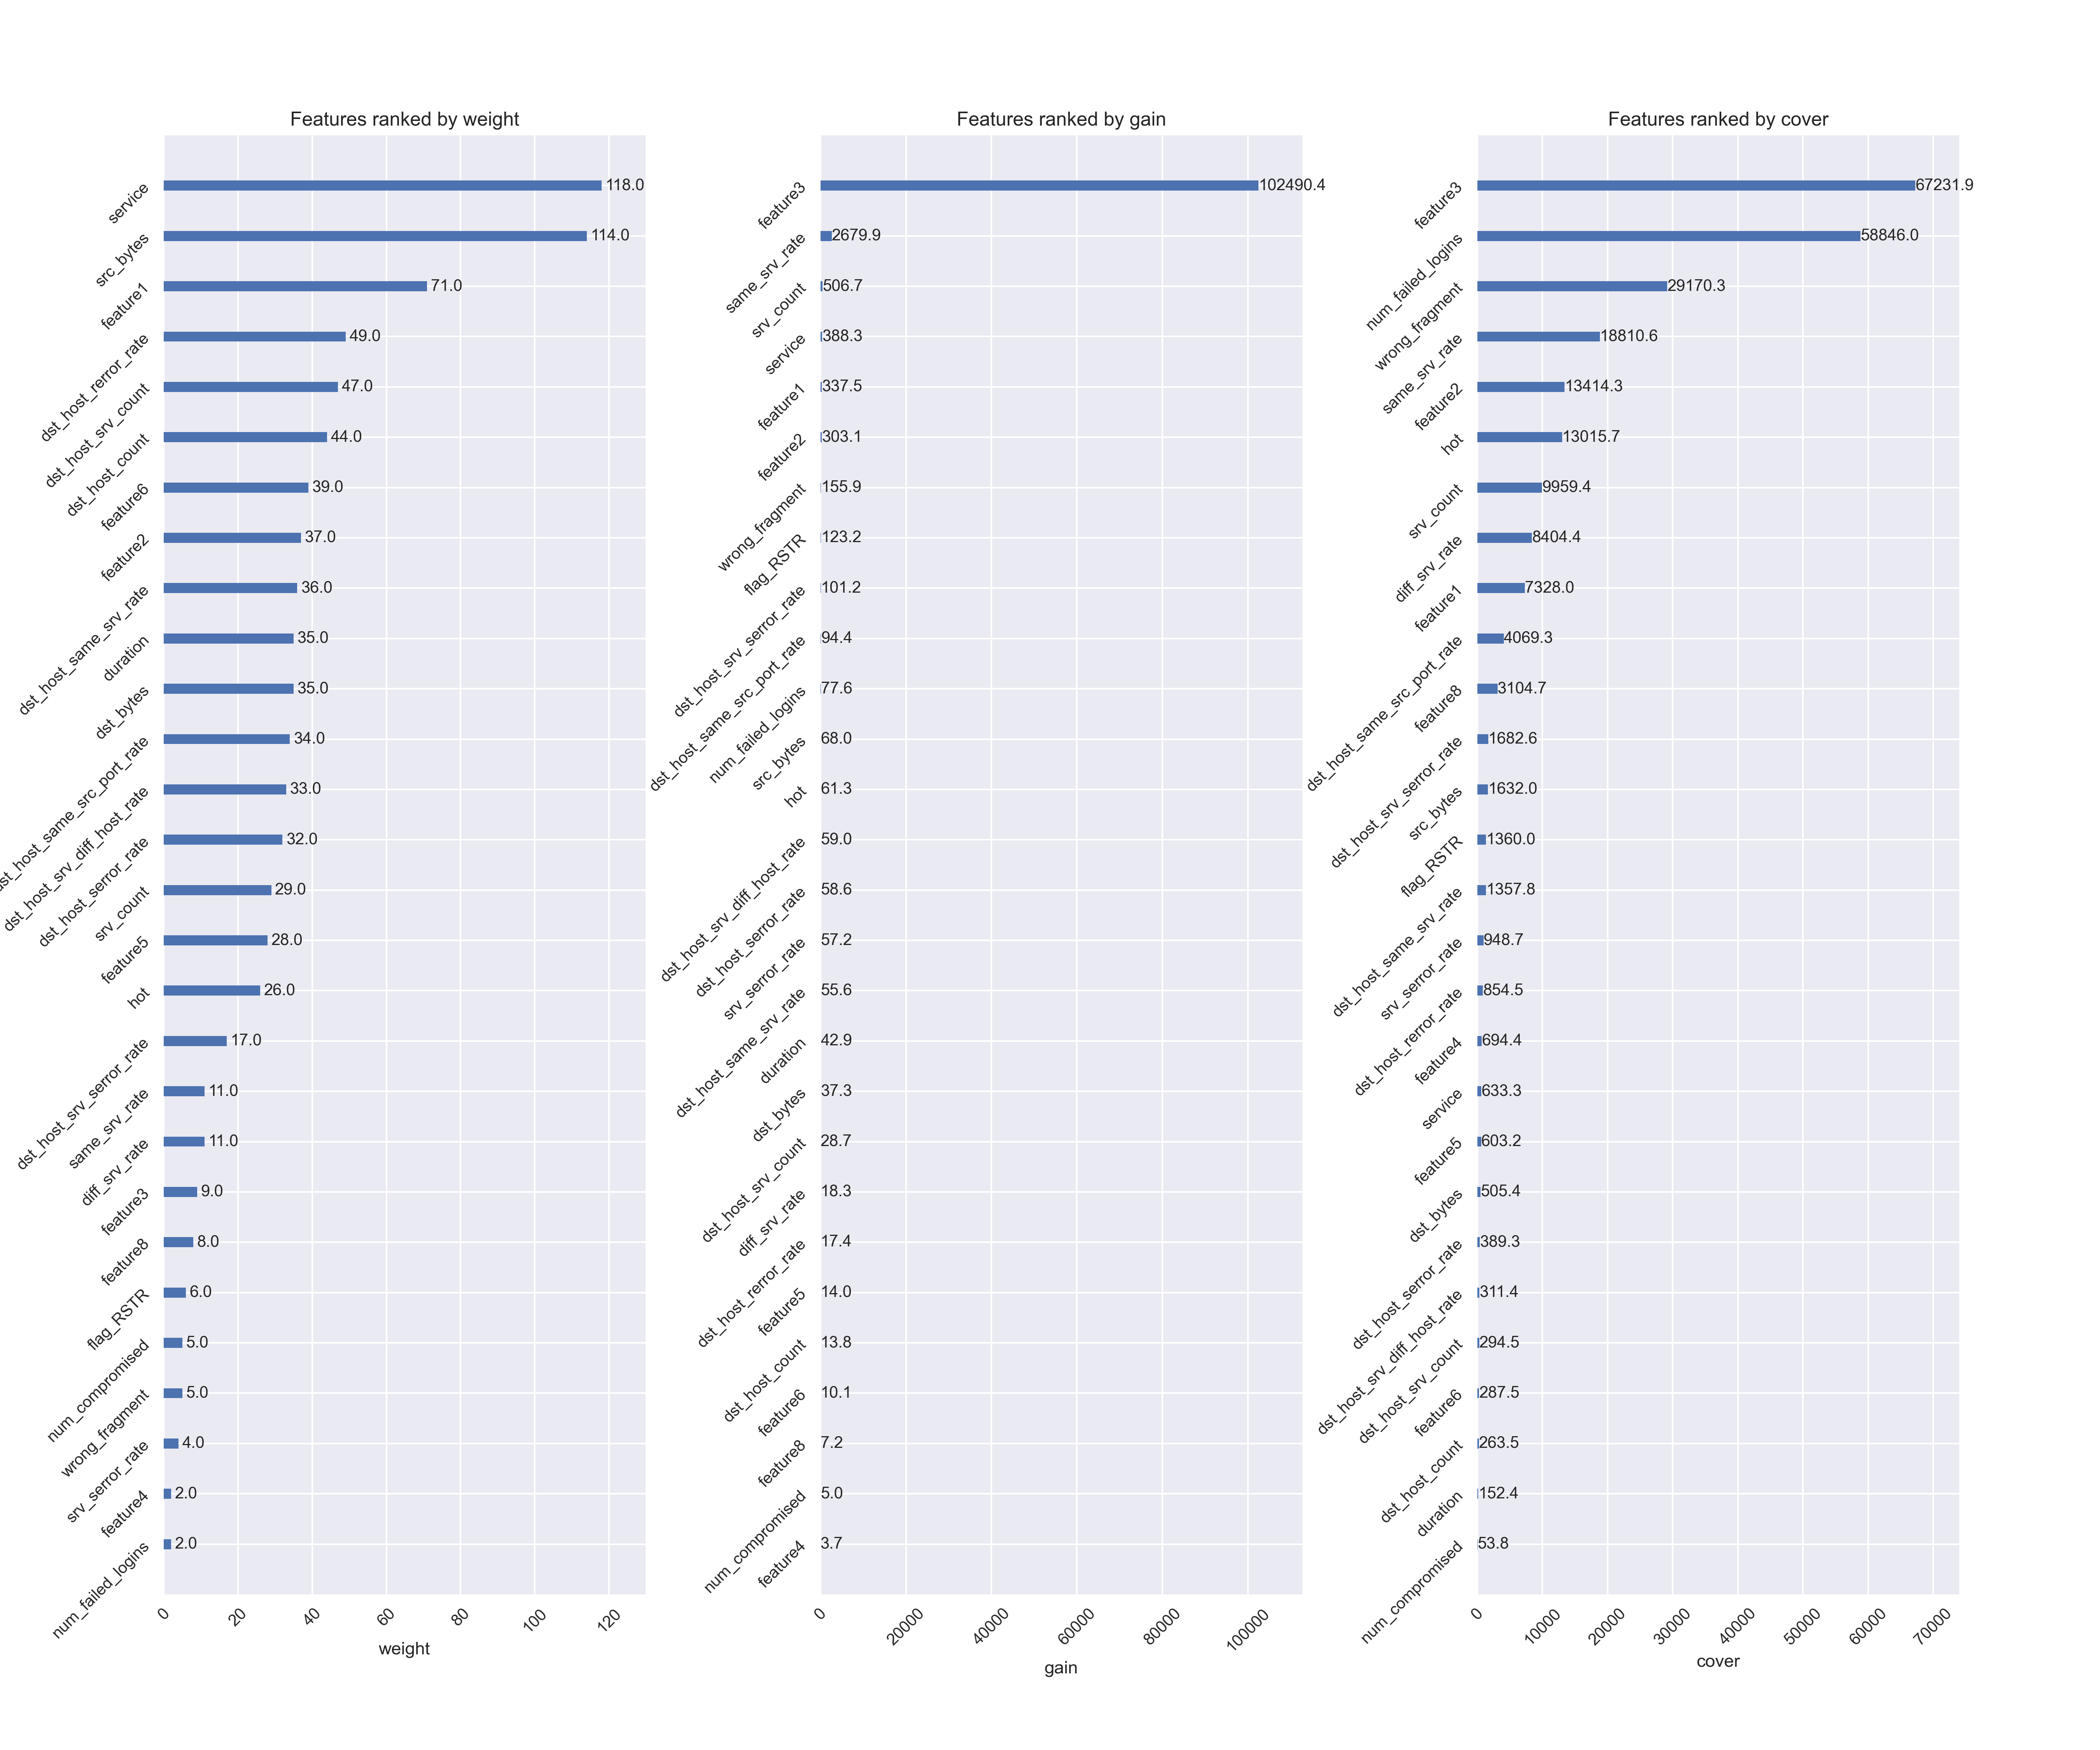 Features ranked by weight
service 118.0
src_bytes 114.0
feature1 71.0
dst_host_rerror_rate 49.0
dst_host_srv_count 47.0
dst_host_count 44.0
feature6 39.0
feature2 37.0
dst_host_same_srv_rate 36.0
duration 35.0
dst_bytes 35.0
dst_host_same_src_port_rate 34.0
dst_host_srv_diff_host_rate 33.0
dst_host_serror_rate 32.0
srv_count 29.0
feature5 28.0
hot 26.0
dst_host_srv_serror_rate 17.0
same_srv_rate 11.0
diff_srv_rate 11.0
feature3 9.0
feature8 8.0
flag_RSTR 6.0
num_compromised 5.0
wrong_fragment 5.0
srv_serror_rate 4.0
feature4 2.0
num_failed_logins 2.0
0 20 40 60 80 100 120
weight
Features ranked by gain
feature3 102490.4
same_srv_rate 2679.9
srv_count 506.7
service 388.3
feature1 337.5
feature2 303.1
wrong_fragment 155.9
flag_RSTR 123.2
dst_host_srv_serror_rate 101.2
dst_host_same_src_port_rate 94.4
num_failed_logins 77.6
src_bytes 68.0
hot 61.3
dst_host_srv_diff_host_rate 59.0
dst_host_serror_rate 58.6
srv_serror_rate 57.2
dst_host_same_srv_rate 55.6
duration 42.9
dst_bytes 37.3
dst_host_srv_count 28.7
diff_srv_rate 18.3
dst_host_rerror_rate 17.4
feature5 14.0
dst_host_count 13.8
feature6 10.1
feature8 7.2
num_compromised 5.0
feature4 3.7
0 20000 40000 60000 80000 100000
gain
Features ranked by cover
feature3 67231.9
num_failed_logins 58846.0
wrong_fragment 29170.3
same_srv_rate 18810.6
feature2 13414.3
hot 13015.7
srv_count 9959.4
diff_srv_rate 8404.4
feature1 7328.0
dst_host_same_src_port_rate 4069.3
feature8 3104.7
dst_host_srv_serror_rate 1682.6
src_bytes 1632.0
flag_RSTR 1360.0
dst_host_same_srv_rate 1357.8
srv_serror_rate 948.7
dst_host_rerror_rate 854.5
feature4 694.4
service 633.3
feature5 603.2
dst_bytes 505.4
dst_host_serror_rate 389.3
dst_host_srv_diff_host_rate 311.4
dst_host_srv_count 294.5
feature6 287.5
dst_host_count 263.5
duration 152.4
num_compromised 53.8
0 10000 20000 30000 40000 50000 60000 70000
cover